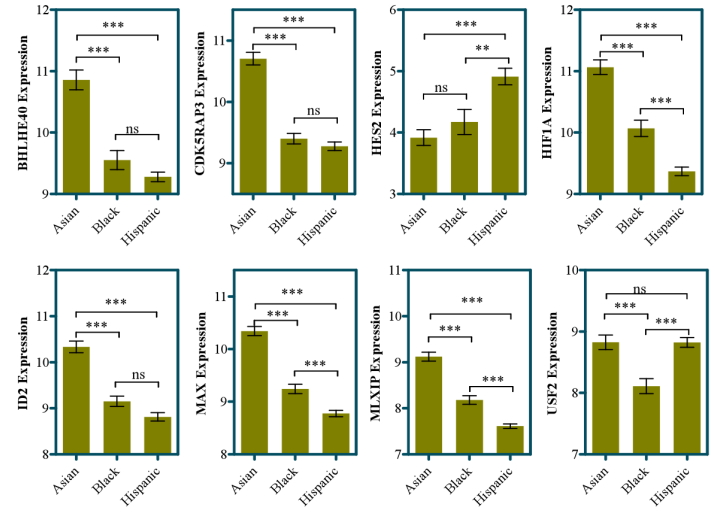 BHLHE40 Expression
12
11
10
9
***
***
ns
Asian
Black
Hispanic
CDK5RAP3 Expression
12
11
10
9
***
***
ns
Asian
Black
Hispanic
HES2 Expression
6
5
4
3
***
**
ns
Asian
Black
Hispanic
HIF1A Expression
12
11
10
9
***
***
***
Asian
Black
Hispanic
ID2 Expression
12
11
10
9
8
***
***
ns
Asian
Black
Hispanic
MAX Expression
11
10
9
8
***
***
***
Asian
Black
Hispanic
MLXIP Expression
11
10
9
8
7
***
***
***
Asian
Black
Hispanic
USF2 Expression
10
9
8
7
ns
***
***
Asian
Black
Hispanic